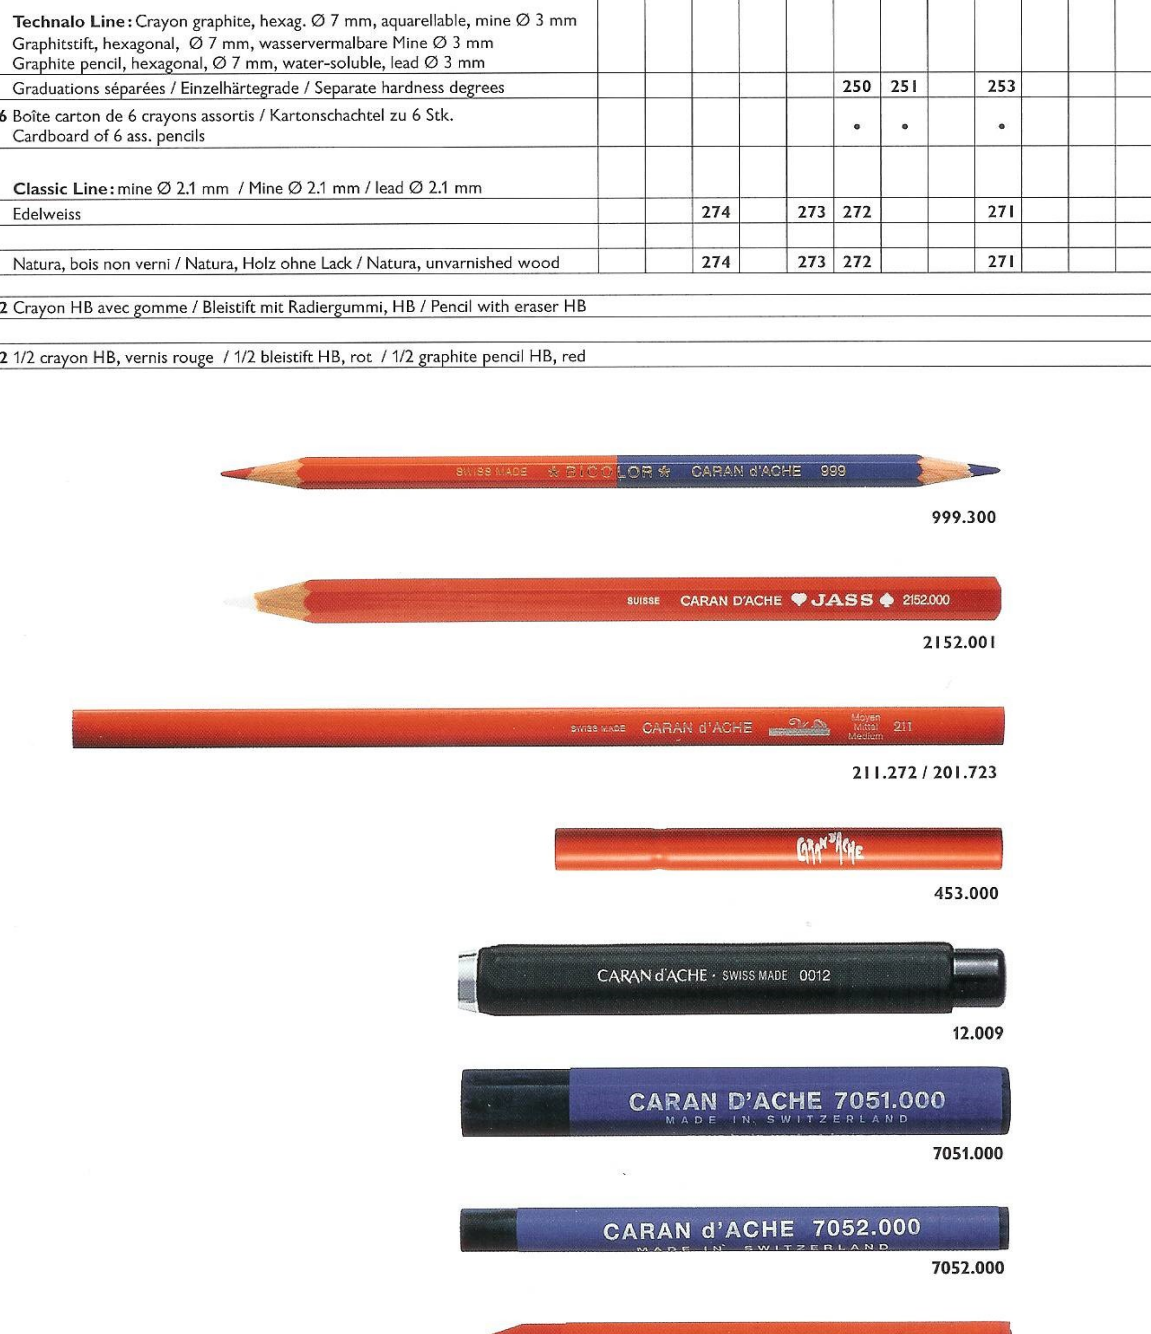 Technalo Line: Crayon graphite, hexag. Ø 7 mm, aquarellable, mine Ø 3 mm
Graphitstift, hexagonal, Ø 7 mm, wasservermalbare Mine Ø 3 mm
Graphite pencil, hexagonal, Ø 7 mm, water-soluble, lead Ø 3 mm
Graduations séparées / Einzelhärtegrade / Separate hardness degrees 250 251 253
6 Boîte carton de 6 crayons assortis / Kartonschachtel zu 6 Stk.
Cardboard of 6 ass. pencils • • •
Classic Line: mine Ø 2.1 mm / Mine Ø 2.1 mm / lead Ø 2.1 mm
Edelweiss 274 273 272 271
Natura, bois non verni / Natura, Holz ohne Lack / Natura, unvarnished wood 274 273 272 271
2 Crayon HB avec gomme / Bleistift mit Radiergummi, HB / Pencil with eraser HB
2 1/2 crayon HB, vernis rouge / 1/2 bleistift HB, rot / 1/2 graphite pencil HB, red
SWISS MADE ☆ BICOLOR ☆ CARAN d'ACHE 999
999.300
SUISSE CARAN D'ACHE ♥ JASS ♠ 2152.000
2152.001
SWISS MADE CARAN d'ACHE Moyen Mittel Medium 211
211.272 / 201.723
CARAN D'ACHE
453.000
CARAN d'ACHE · SWISS MADE 0012
12.009
CARAN D'ACHE 7051.000
MADE IN SWITZERLAND
7051.000
CARAN d'ACHE 7052.000
MADE IN SWITZERLAND
7052.000